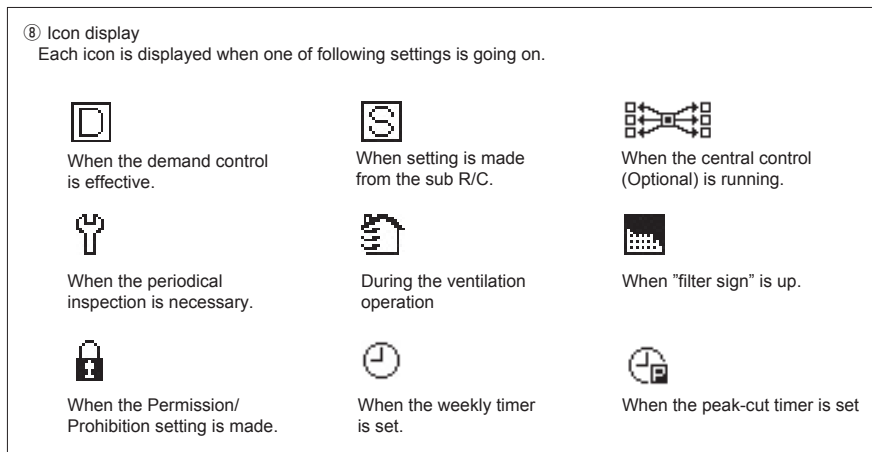 ⑧ Icon display
Each icon is displayed when one of following settings is going on.
D
S
When the demand control
is effective.
When setting is made
from the sub R/C.
When the central control
(Optional) is running.
When the periodical
inspection is necessary.
During the ventilation
operation
When ”filter sign” is up.
P
When the Permission/
Prohibition setting is made.
When the weekly timer
is set.
When the peak-cut timer is set